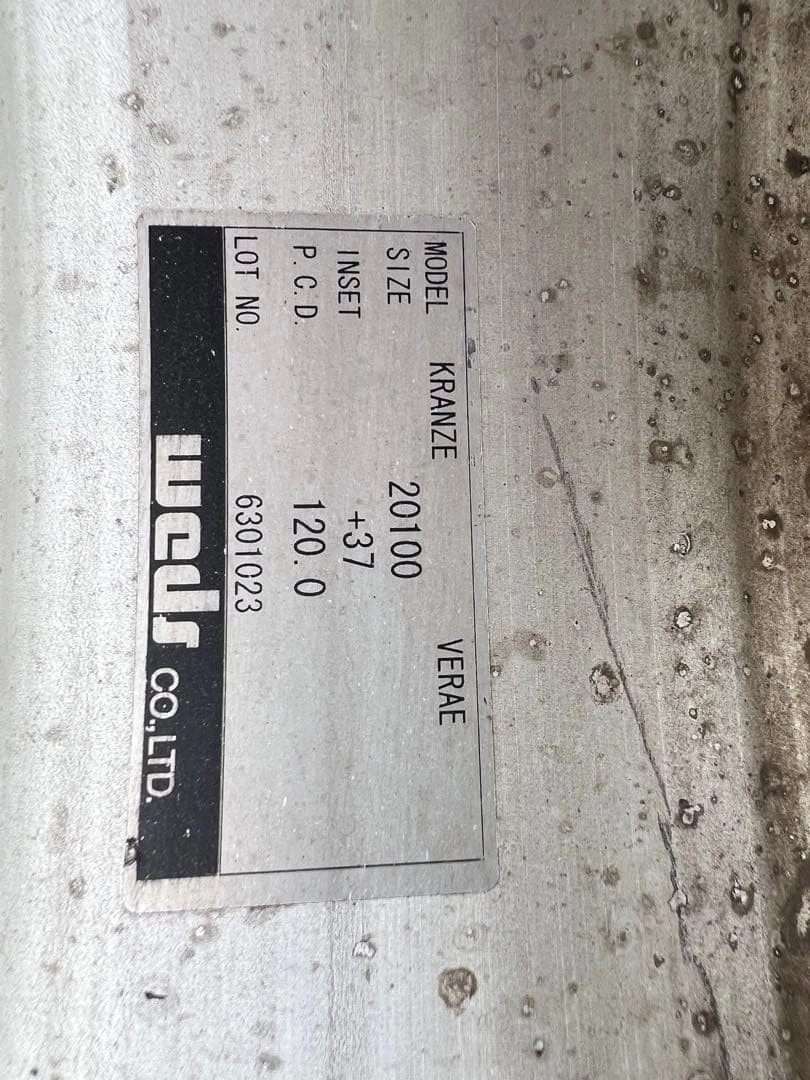 MODEL KRANZE VERAE
SIZE 20100
INSET +37
P.C.D. 120.0
LOT NO. 6301023
weds CO.,LTD.